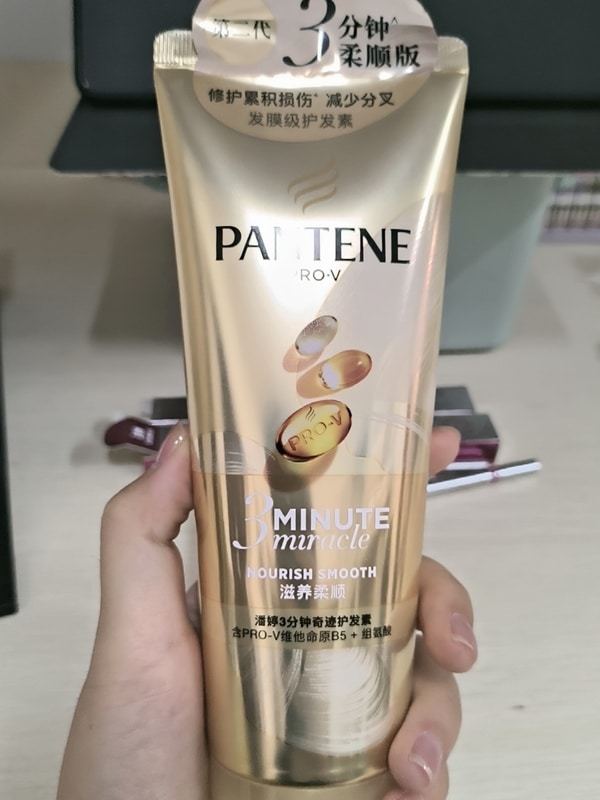 第二代 3分钟^柔顺版
修护累积损伤^ 减少分叉
发膜级护发素
PANTENE
PRO-V
PRO-V
3 MINUTE
miracle
NOURISH SMOOTH
滋养柔顺
潘婷3分钟奇迹护发素
含PRO-V维他命原B5 + 组氨酸